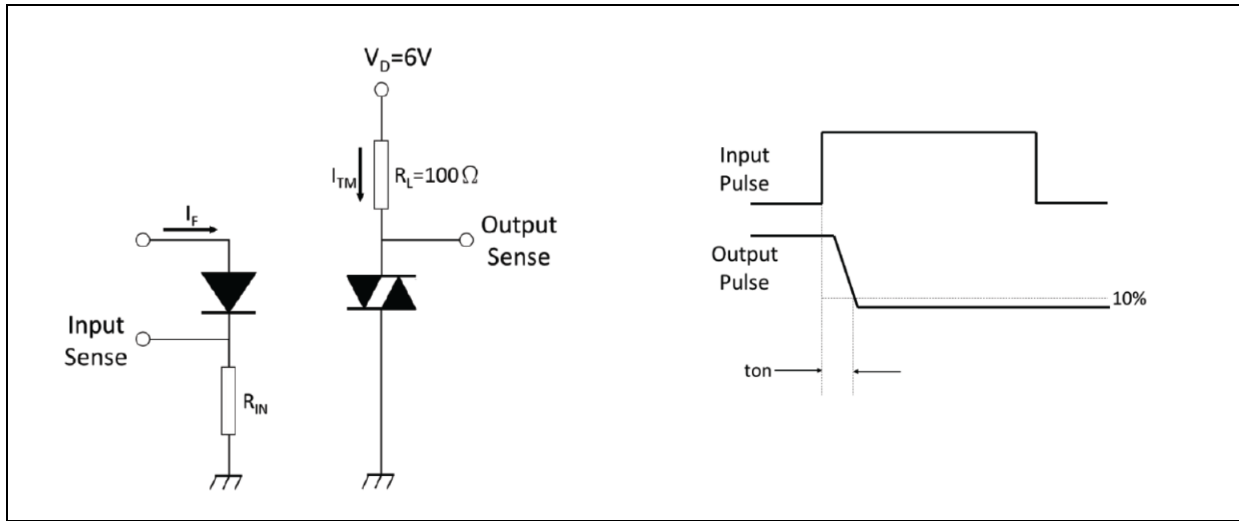 V_D=6V
I_TM
R_L=100Ω
I_F
Output
Sense
Input
Sense
R_IN
Input
Pulse
Output
Pulse
10%
ton